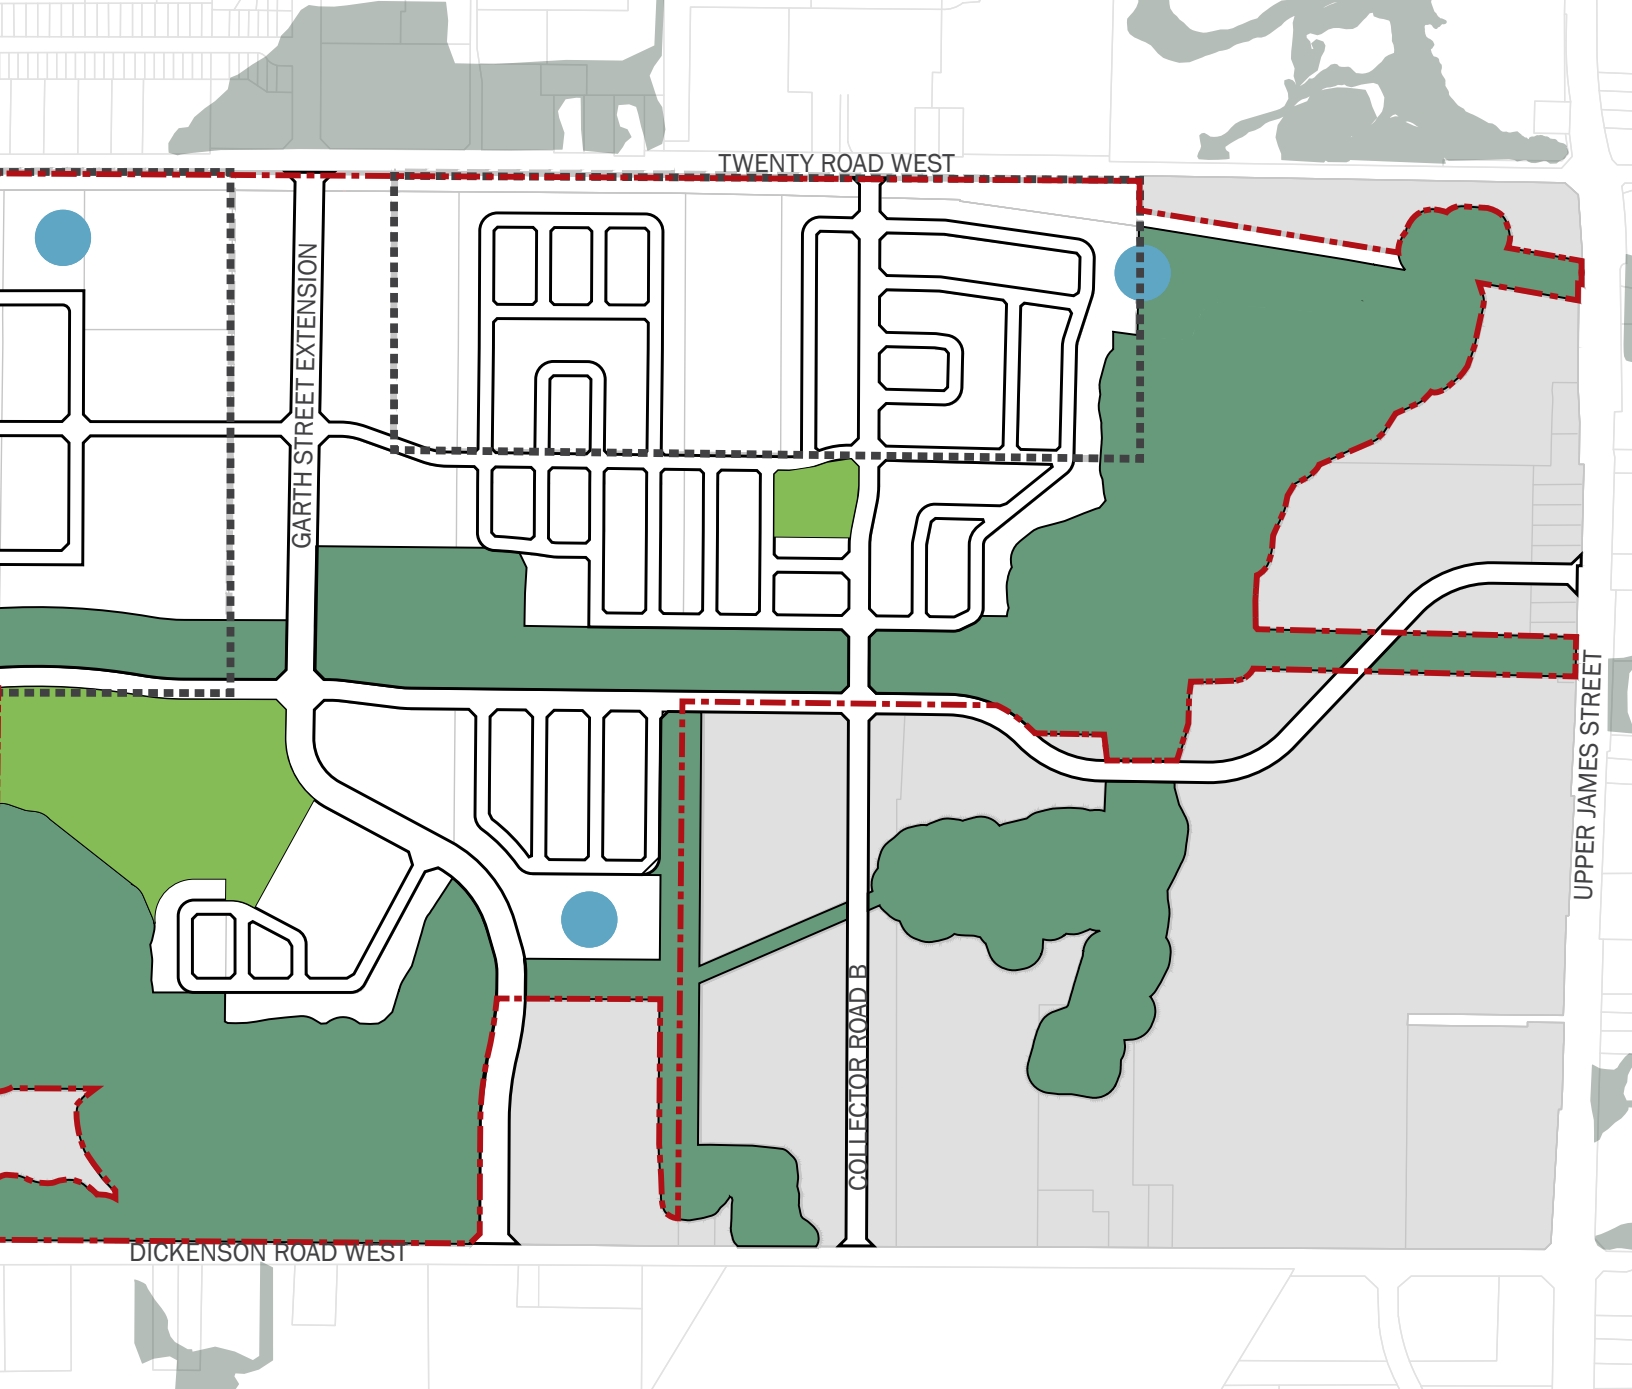 TWENTY ROAD WEST
GARTH STREET EXTENSION
UPPER JAMES STREET
COLLECTOR ROAD B
DICKENSON ROAD WEST